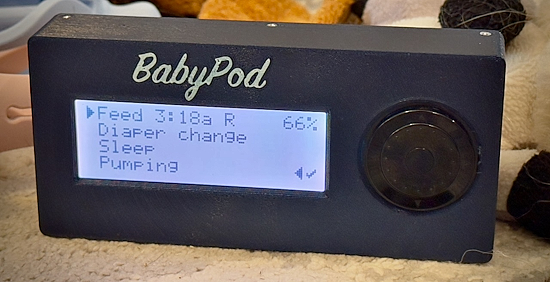 BabyPod
Feed 3:18a R 66%
Diaper change
Sleep
Pumping